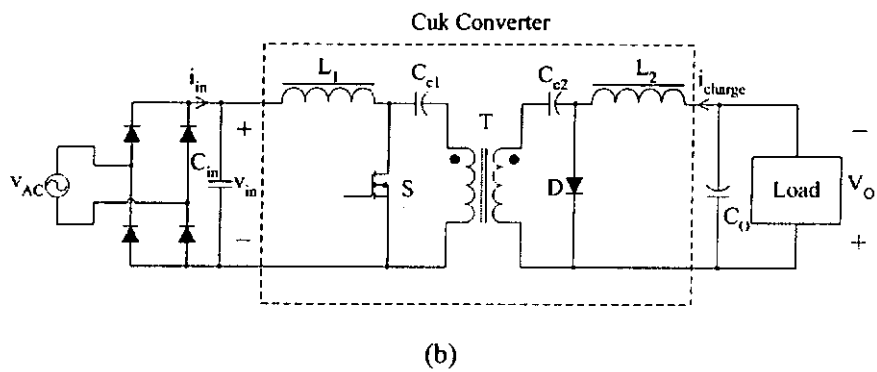 Cuk Converter
i_in
L_1
C_c1
C_c2
L_2
i_charge
T
+
−
v_AC
C_in
v_in
S
D
C_O
Load
V_O
−
+
(b)